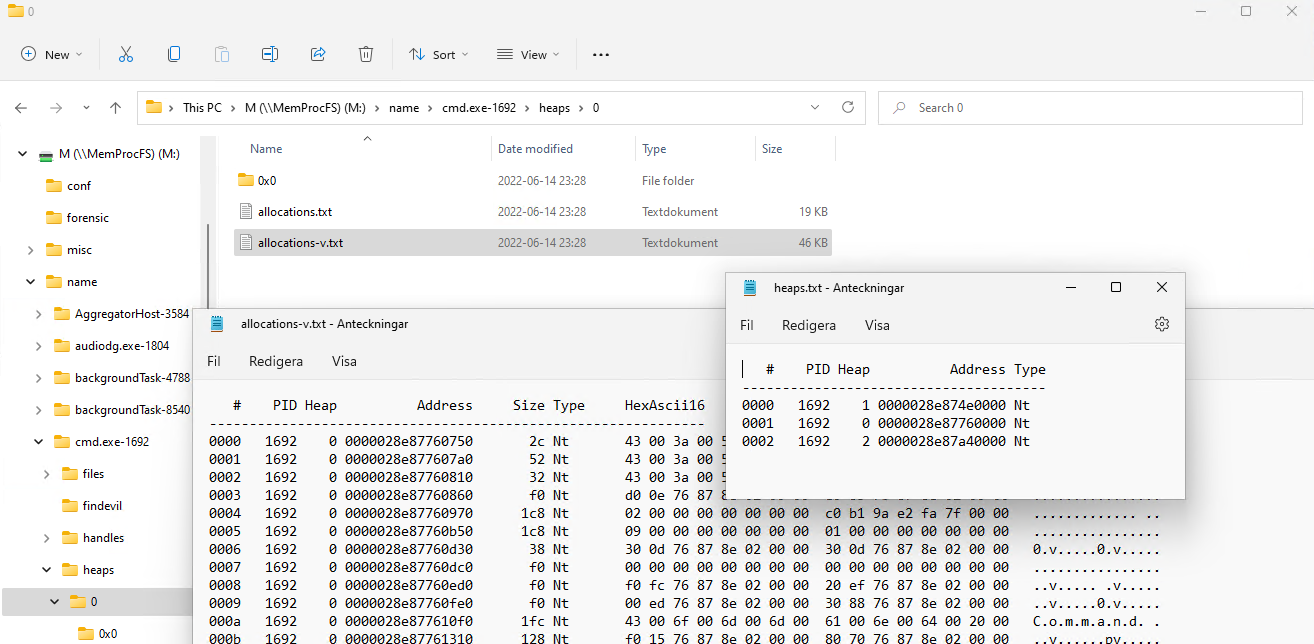 0
New Sort View
This PC M (\\MemProcFS) (M:) name cmd.exe-1692 heaps 0
Search 0
M (\\MemProcFS) (M:)
conf
forensic
misc
name
AggregatorHost-3584
audiodg.exe-1804
backgroundTask-4788
backgroundTask-8540
cmd.exe-1692
files
findevil
handles
heaps
0
0x0
Name Date modified Type Size
0x0 2022-06-14 23:28 File folder
allocations.txt 2022-06-14 23:28 Textdokument 19 KB
allocations-v.txt 2022-06-14 23:28 Textdokument 46 KB
heaps.txt - Anteckningar
Fil Redigera Visa
# PID Heap Address Type
--------------------------------------
0000 1692 1 0000028e874e0000 Nt
0001 1692 0 0000028e87760000 Nt
0002 1692 2 0000028e87a40000 Nt
allocations-v.txt - Anteckningar
Fil Redigera Visa
# PID Heap Address Size Type HexAscii16
0000 1692 0 0000028e87760750 2c Nt 43 00 3a 00
0001 1692 0 0000028e877607a0 52 Nt 43 00 3a 00
0002 1692 0 0000028e87760810 32 Nt 43 00 3a 00
0003 1692 0 0000028e87760860 f0 Nt d0 0e 76 87
0004 1692 0 0000028e87760970 1c8 Nt 02 00 00 00 00 00 00 00 c0 b1 9a e2 fa 7f 00 00 ............. ..
0005 1692 0 0000028e87760b50 1c8 Nt 09 00 00 00 00 00 00 00 01 00 00 00 00 00 00 00 ................
0006 1692 0 0000028e87760d30 38 Nt 30 0d 76 87 8e 02 00 00 30 0d 76 87 8e 02 00 00 0.v.....0.v.....
0007 1692 0 0000028e87760dc0 f0 Nt 00 00 00 00 00 00 00 00 00 00 00 00 00 00 00 00 ................
0008 1692 0 0000028e87760ed0 f0 Nt f0 fc 76 87 8e 02 00 00 20 ef 76 87 8e 02 00 00 ..v..... .v.....
0009 1692 0 0000028e87760fe0 f0 Nt 00 ed 76 87 8e 02 00 00 30 88 76 87 8e 02 00 00 ..v.....0.v.....
000a 1692 0 0000028e877610f0 1fc Nt 43 00 6f 00 6d 00 6d 00 61 00 6e 00 64 00 20 00 C.o.m.m.a.n.d. .
000b 1692 0 0000028e87761310 128 Nt f0 15 76 87 8e 02 00 00 80 70 76 87 8e 02 00 00 ..v......pv.....